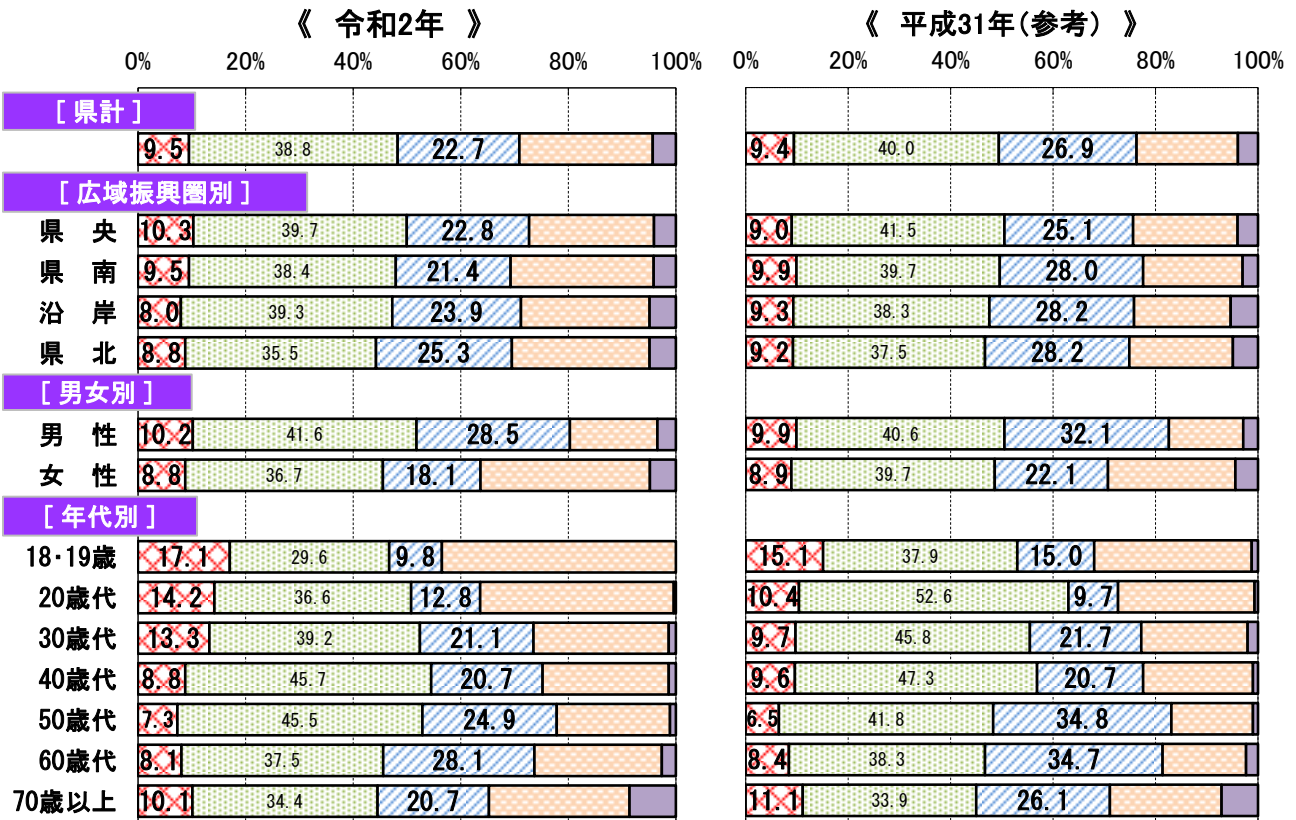 《 令和2年 》 《 平成31年(参考) 》
0% 20% 40% 60% 80% 100% 0% 20% 40% 60% 80% 100%
[ 県計 ]
9.5 38.8 22.7 9.4 40.0 26.9
[ 広域振興圏別 ]
県 央 10.3 39.7 22.8 9.0 41.5 25.1
県 南 9.5 38.4 21.4 9.9 39.7 28.0
沿 岸 8.0 39.3 23.9 9.3 38.3 28.2
県 北 8.8 35.5 25.3 9.2 37.5 28.2
[ 男女別 ]
男 性 10.2 41.6 28.5 9.9 40.6 32.1
女 性 8.8 36.7 18.1 8.9 39.7 22.1
[ 年代別 ]
18・19歳 17.1 29.6 9.8 15.1 37.9 15.0
20歳代 14.2 36.6 12.8 10.4 52.6 9.7
30歳代 13.3 39.2 21.1 9.7 45.8 21.7
40歳代 8.8 45.7 20.7 9.6 47.3 20.7
50歳代 7.3 45.5 24.9 6.5 41.8 34.8
60歳代 8.1 37.5 28.1 8.4 38.3 34.7
70歳以上 10.1 34.4 20.7 11.1 33.9 26.1